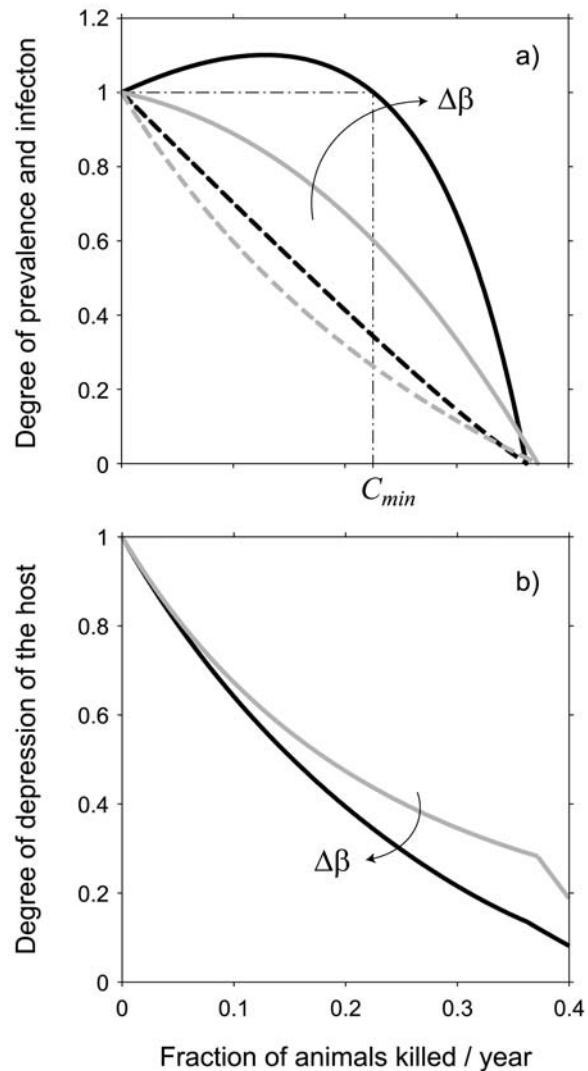 1.2
a)
1
Δβ
0.8
0.6
0.4
0.2
0
Degree of prevalence and infecton
C_min
1
b)
0.8
0.6
0.4
Δβ
0.2
0
0 0.1 0.2 0.3 0.4
Degree of depression of the host
Fraction of animals killed / year